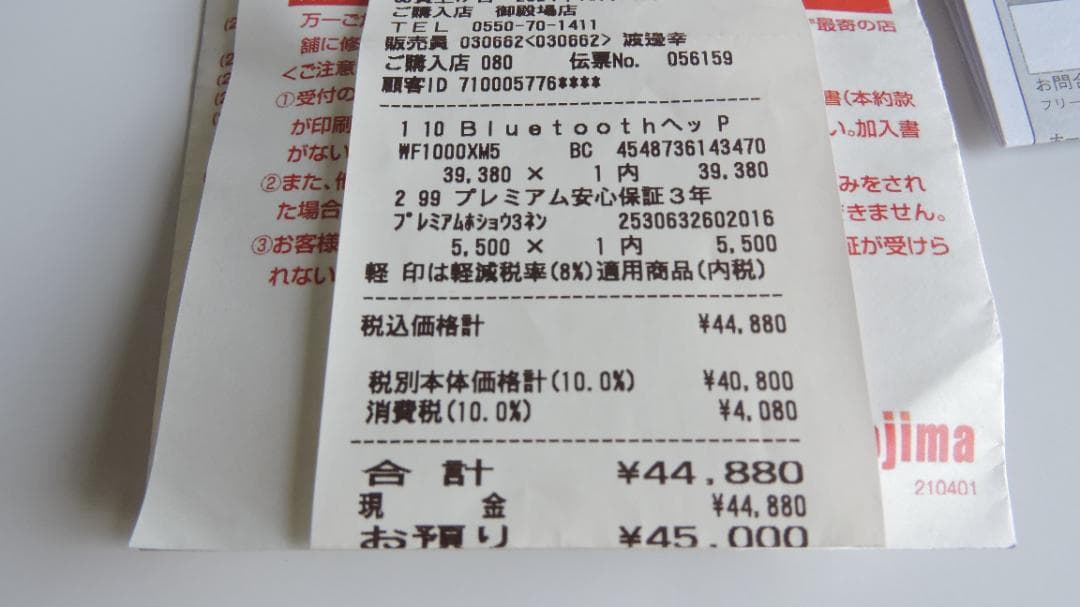 ご購入店 御殿場店
TEL 0550-70-1411
販売員 030662<030662> 渡邊幸
ご購入店 080 伝票No. 056159
顧客ID 710005776****
1 10 BluetoothヘッP
WF1000XM5 BC 4548736143470
39,380 × 1 内 39,380
2 99 プレミアム安心保証3年
プレミアムホショウ3ネン 2530632602016
5,500 × 1 内 5,500
軽 印は軽減税率(8%)適用商品(内税)
税込価格計 ¥44,880
税別本体価格計(10.0%) ¥40,800
消費税(10.0%) ¥4,080
合計 ¥44,880
現金 ¥44,880
お預り ¥45,000
万一ご
舗に修
<ご注意
①受付の
が印刷
がない
②また、
た場合
③お客様
れない
最寄の店
書(本約款
い。加入書
みをされ
きません。
証が受けら
jima
210401
お問合
フリー